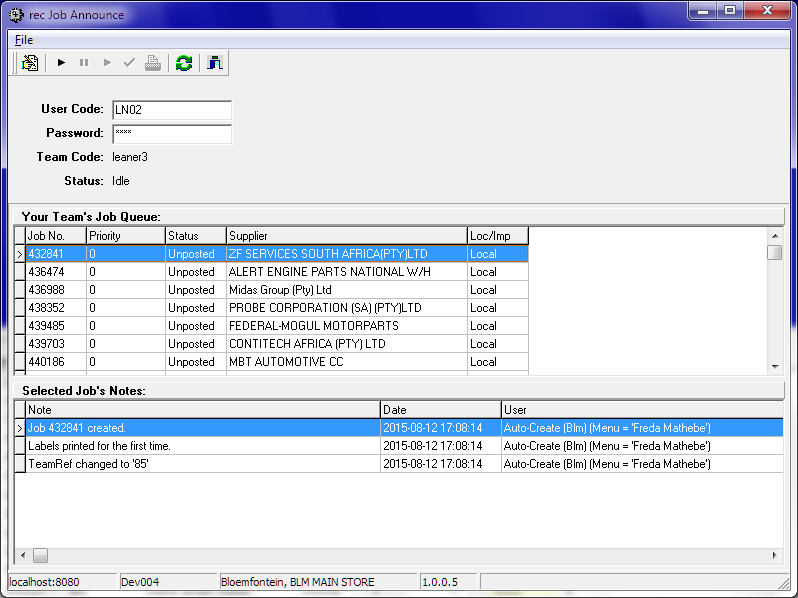 rec Job Announce
File
User Code: LN02
Password: ****
Team Code: leaner3
Status: Idle
Your Team's Job Queue:
Job No. Priority Status Supplier Loc/Imp
432841 0 Unposted ZF SERVICES SOUTH AFRICA(PTY)LTD Local
436474 0 Unposted ALERT ENGINE PARTS NATIONAL W/H Local
436988 0 Unposted Midas Group (Pty) Ltd Local
438352 0 Unposted PROBE CORPORATION (SA) (PTY)LTD Local
439485 0 Unposted FEDERAL-MOGUL MOTORPARTS Local
439703 0 Unposted CONTITECH AFRICA (PTY) LTD Local
440186 0 Unposted MBT AUTOMOTIVE CC Local
Selected Job's Notes:
Note Date User
Job 432841 created. 2015-08-12 17:08:14 Auto-Create (Blm) (Menu = 'Freda Mathebe')
Labels printed for the first time. 2015-08-12 17:08:14 Auto-Create (Blm) (Menu = 'Freda Mathebe')
TeamRef changed to '85' 2015-08-12 17:08:14 Auto-Create (Blm) (Menu = 'Freda Mathebe')
localhost:8080 Dev004 Bloemfontein, BLM MAIN STORE 1.0.0.5